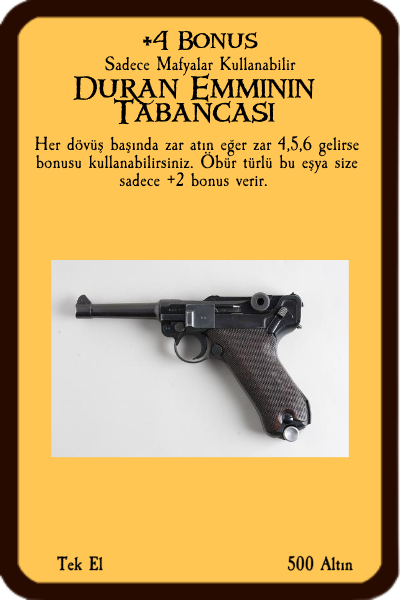 +4 Bonus
Sadece Mafyalar Kullanabilir
Duran Emminin
Tabancası
Her dövüş başında zar atın eğer zar 4,5,6 gelirse
bonusu kullanabilirsiniz. Öbür türlü bu eşya size
sadece +2 bonus verir.
Tek El
500 Altın